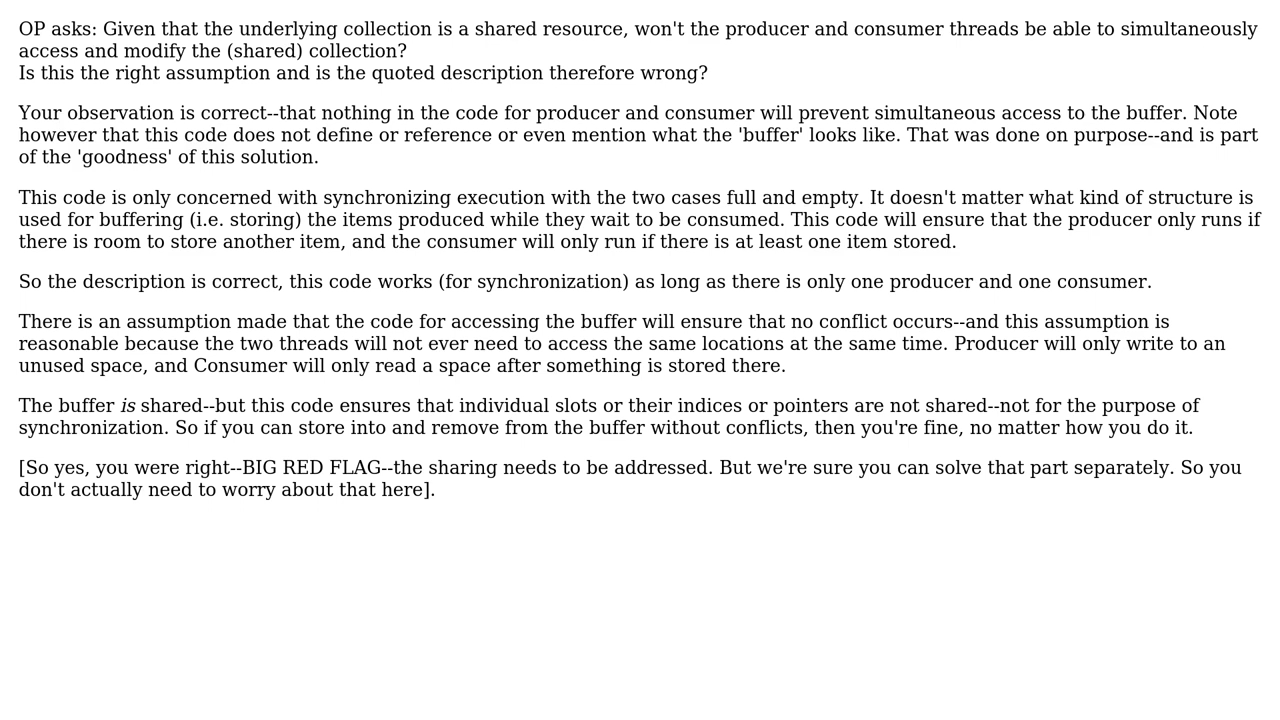 OP asks: Given that the underlying collection is a shared resource, won't the producer and consumer threads be able to simultaneously
access and modify the (shared) collection?
Is this the right assumption and is the quoted description therefore wrong?
Your observation is correct--that nothing in the code for producer and consumer will prevent simultaneous access to the buffer. Note
however that this code does not define or reference or even mention what the 'buffer' looks like. That was done on purpose--and is part
of the 'goodness' of this solution.
This code is only concerned with synchronizing execution with the two cases full and empty. It doesn't matter what kind of structure is
used for buffering (i.e. storing) the items produced while they wait to be consumed. This code will ensure that the producer only runs if
there is room to store another item, and the consumer will only run if there is at least one item stored.
So the description is correct, this code works (for synchronization) as long as there is only one producer and one consumer.
There is an assumption made that the code for accessing the buffer will ensure that no conflict occurs--and this assumption is
reasonable because the two threads will not ever need to access the same locations at the same time. Producer will only write to an
unused space, and Consumer will only read a space after something is stored there.
The buffer is shared--but this code ensures that individual slots or their indices or pointers are not shared--not for the purpose of
synchronization. So if you can store into and remove from the buffer without conflicts, then you're fine, no matter how you do it.
[So yes, you were right--BIG RED FLAG--the sharing needs to be addressed. But we're sure you can solve that part separately. So you
don't actually need to worry about that here].